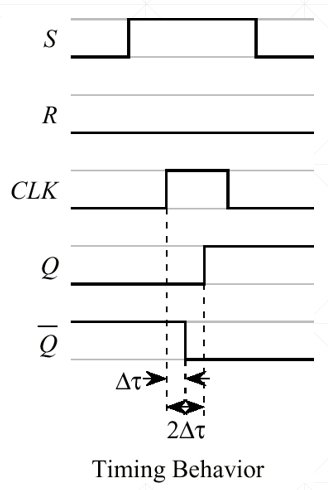 S
R
CLK
Q
Q̅
Δτ
2Δτ
Timing Behavior